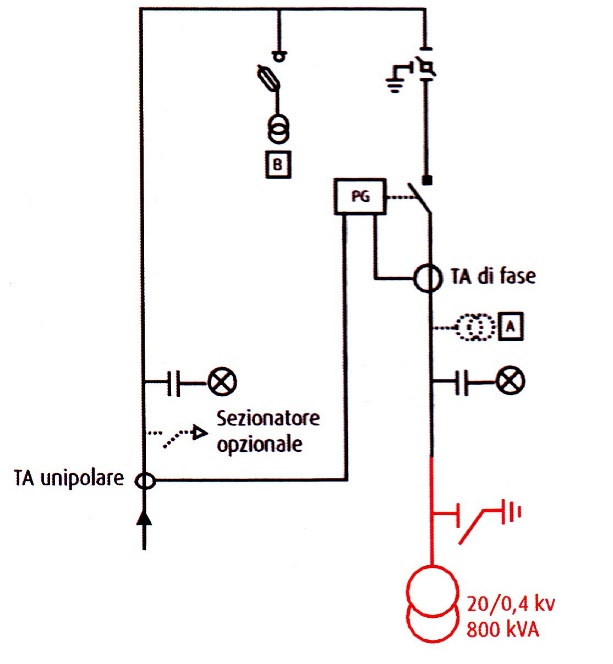 B
PG
TA di fase
A
Sezionatore
opzionale
TA unipolare
20/0,4 kv
800 kVA